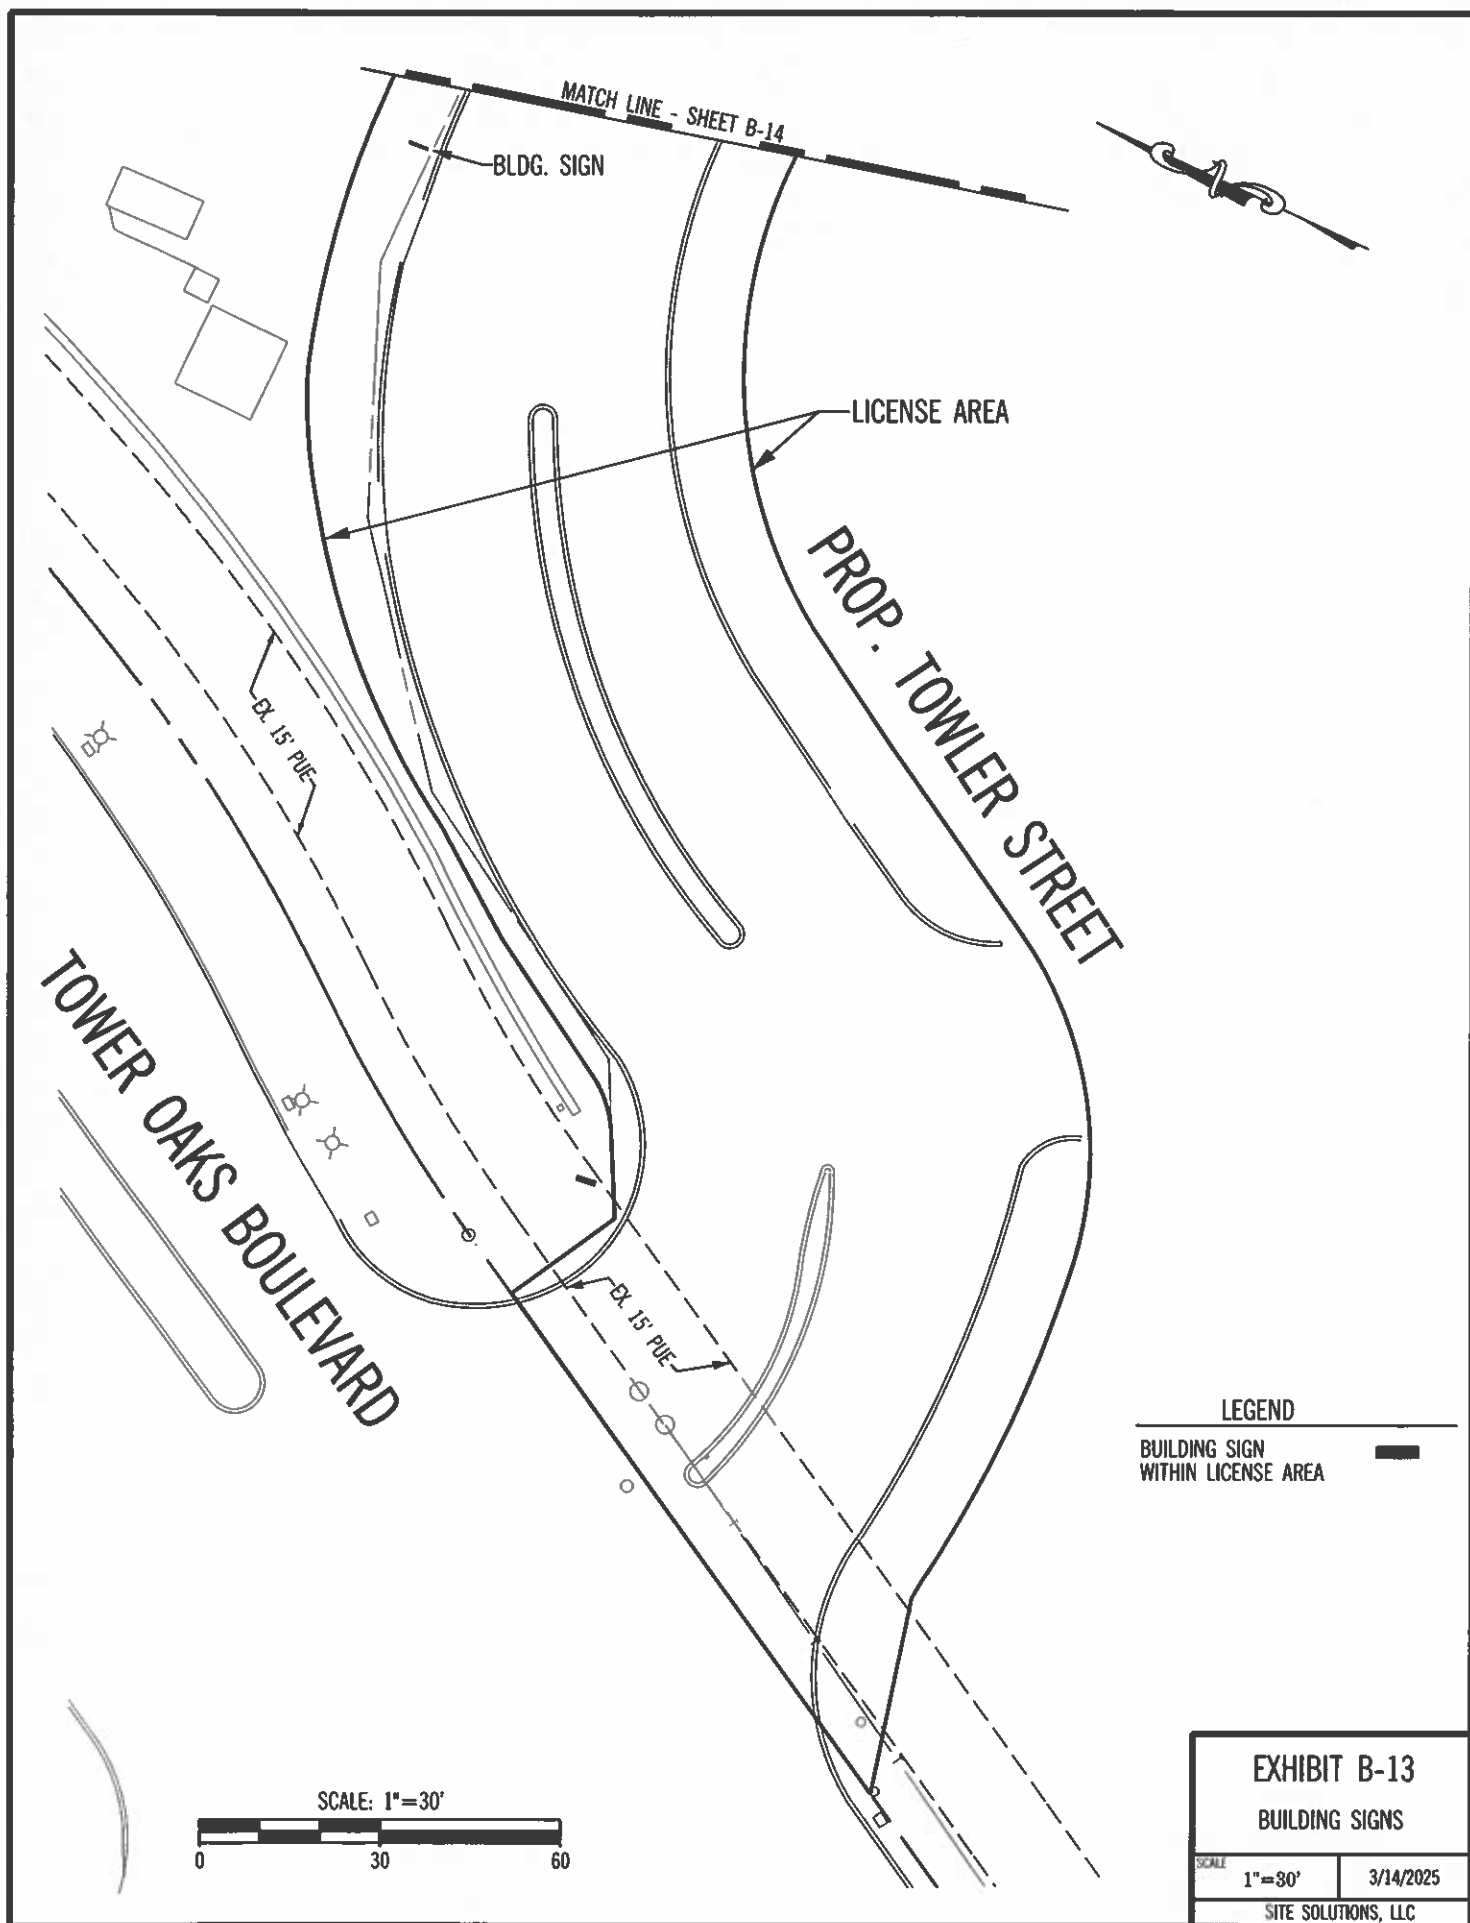 MATCH LINE - SHEET B-14
BLDG. SIGN
LICENSE AREA
PROP. TOWLER STREET
EX. 15' PUE
TOWER OAKS BOULEVARD
EX. 15' PUE
LEGEND
BUILDING SIGN
WITHIN LICENSE AREA
SCALE: 1"=30'
0 30 60
EXHIBIT B-13
BUILDING SIGNS
SCALE
1"=30'
3/14/2025
SITE SOLUTIONS, LLC